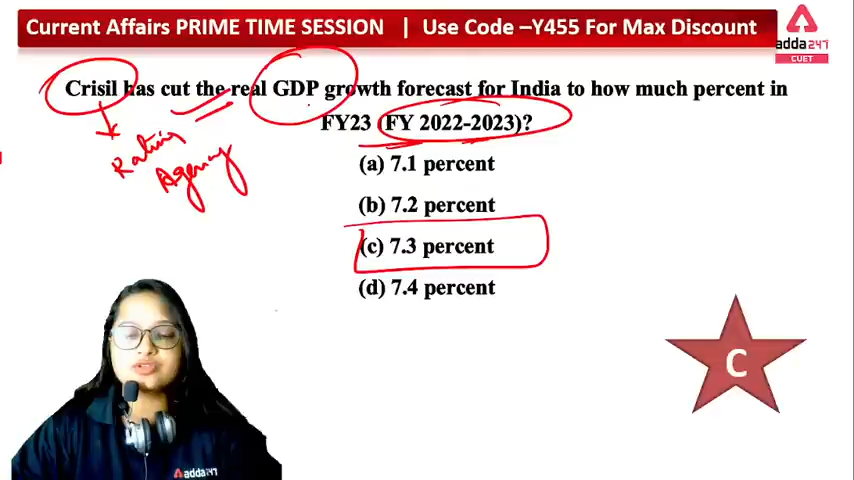 Current Affairs PRIME TIME SESSION | Use Code –Y455 For Max Discount
adda247
CUET
Crisil has cut the real GDP growth forecast for India to how much percent in
FY23 (FY 2022-2023)?
Rating
Agency
(a) 7.1 percent
(b) 7.2 percent
(c) 7.3 percent
(d) 7.4 percent
C
adda247